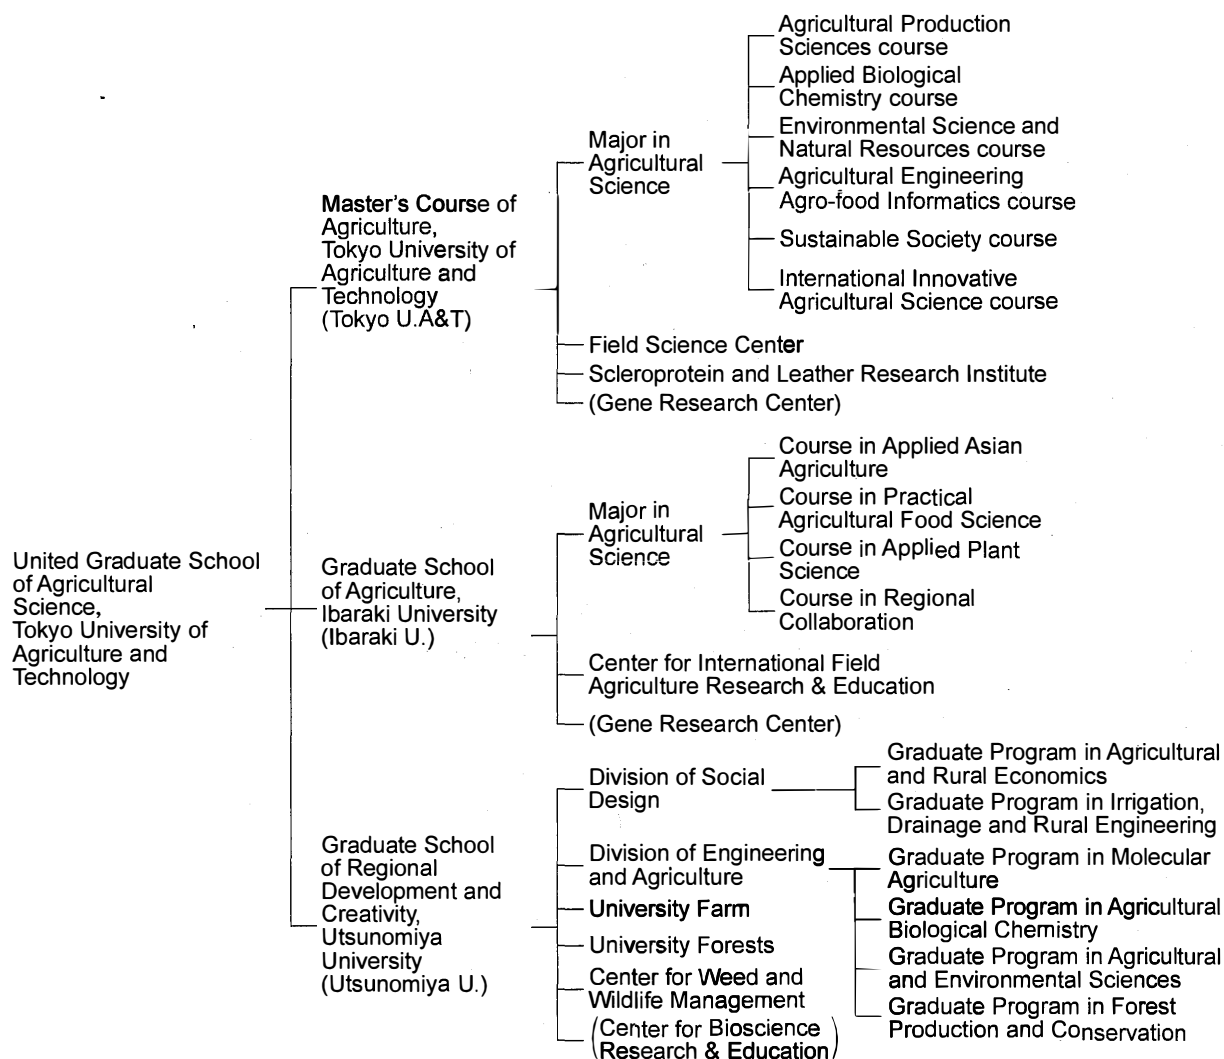 United Graduate School
of Agricultural
Science,
Tokyo University of
Agriculture and
Technology
Master's Course of
Agriculture,
Tokyo University of
Agriculture and
Technology
(Tokyo U.A&T)
Major in
Agricultural
Science
Agricultural Production
Sciences course
Applied Biological
Chemistry course
Environmental Science and
Natural Resources course
Agricultural Engineering
Agro-food Informatics course
Sustainable Society course
International Innovative
Agricultural Science course
Field Science Center
Scleroprotein and Leather Research Institute
(Gene Research Center)
Graduate School
of Agriculture,
Ibaraki University
(Ibaraki U.)
Major in
Agricultural
Science
Course in Applied Asian
Agriculture
Course in Practical
Agricultural Food Science
Course in Applied Plant
Science
Course in Regional
Collaboration
Center for International Field
Agriculture Research & Education
(Gene Research Center)
Graduate School
of Regional
Development and
Creativity,
Utsunomiya
University
(Utsunomiya U.)
Division of Social
Design
Graduate Program in Agricultural
and Rural Economics
Graduate Program in Irrigation,
Drainage and Rural Engineering
Division of Engineering
and Agriculture
Graduate Program in Molecular
Agriculture
Graduate Program in Agricultural
Biological Chemistry
Graduate Program in Agricultural
and Environmental Sciences
Graduate Program in Forest
Production and Conservation
University Farm
University Forests
Center for Weed and
Wildlife Management
(Center for Bioscience
Research & Education)